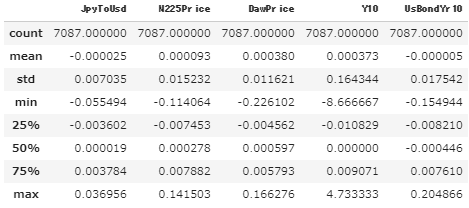 JpyToUsd N225Price DawPrice Y10 UsBondYr10
count 7087.000000 7087.000000 7087.000000 7087.000000 7087.000000
mean -0.000025 0.000093 0.000380 0.000373 -0.000005
std 0.007035 0.015232 0.011621 0.164344 0.017542
min -0.055494 -0.114064 -0.226102 -8.666667 -0.154944
25% -0.003602 -0.007453 -0.004562 -0.010829 -0.008210
50% 0.000019 0.000278 0.000597 0.000000 -0.000446
75% 0.003784 0.007882 0.005793 0.009071 0.007610
max 0.036956 0.141503 0.166276 4.733333 0.204866